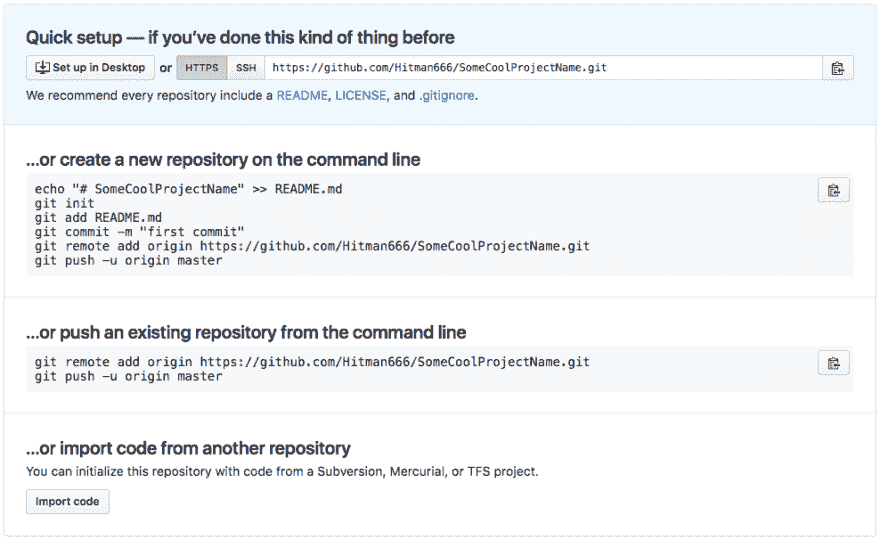 Quick setup — if you’ve done this kind of thing before
Set up in Desktop or HTTPS SSH https://github.com/Hitman666/SomeCoolProjectName.git
We recommend every repository include a README, LICENSE, and .gitignore.
...or create a new repository on the command line
echo "# SomeCoolProjectName" >> README.md
git init
git add README.md
git commit -m "first commit"
git remote add origin https://github.com/Hitman666/SomeCoolProjectName.git
git push -u origin master
...or push an existing repository from the command line
git remote add origin https://github.com/Hitman666/SomeCoolProjectName.git
git push -u origin master
...or import code from another repository
You can initialize this repository with code from a Subversion, Mercurial, or TFS project.
Import code